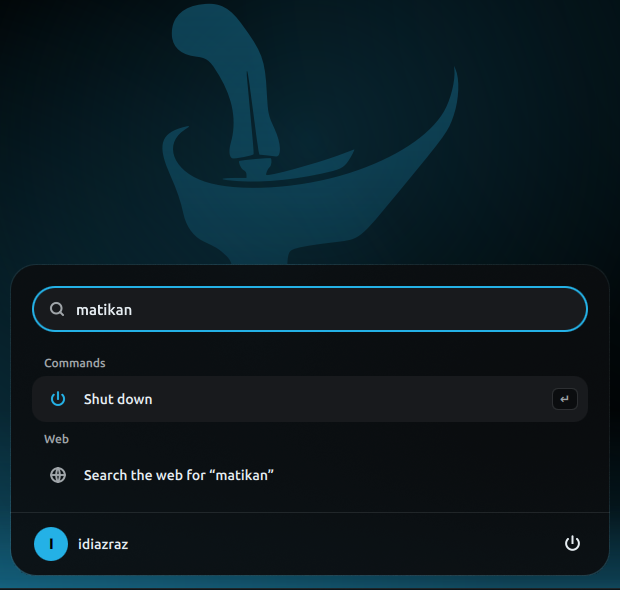 matikan
Commands
Shut down
Web
Search the web for “matikan”
I
idiazraz